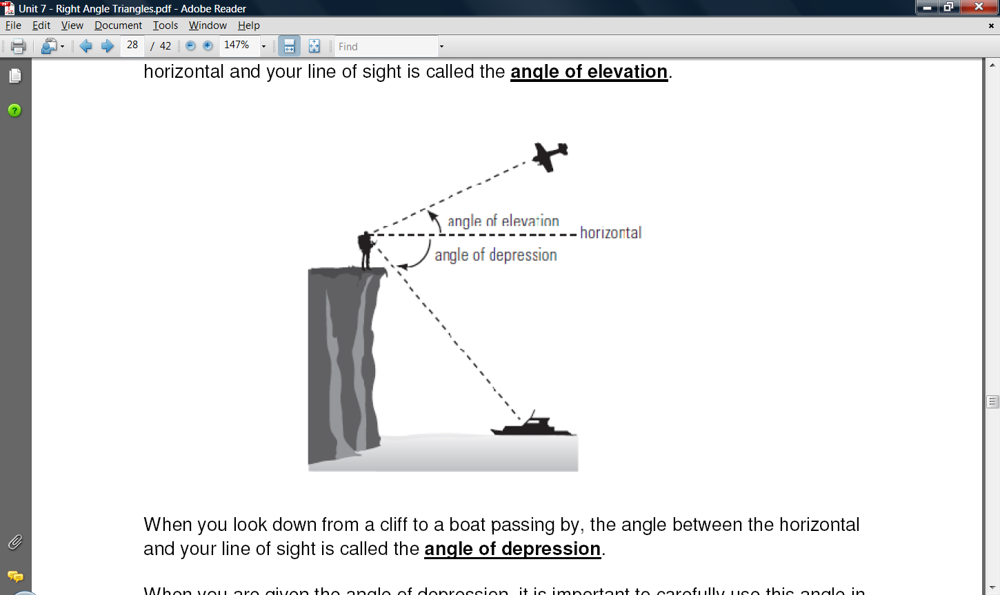 Unit 7 - Right Angle Triangles.pdf - Adobe Reader
File Edit View Document Tools Window Help
28 / 42 147% Find
horizontal and your line of sight is called the angle of elevation.
angle of elevation
horizontal
angle of depression
When you look down from a cliff to a boat passing by, the angle between the horizontal
and your line of sight is called the angle of depression.
When you are given the angle of depression, it is important to carefully use this angle in